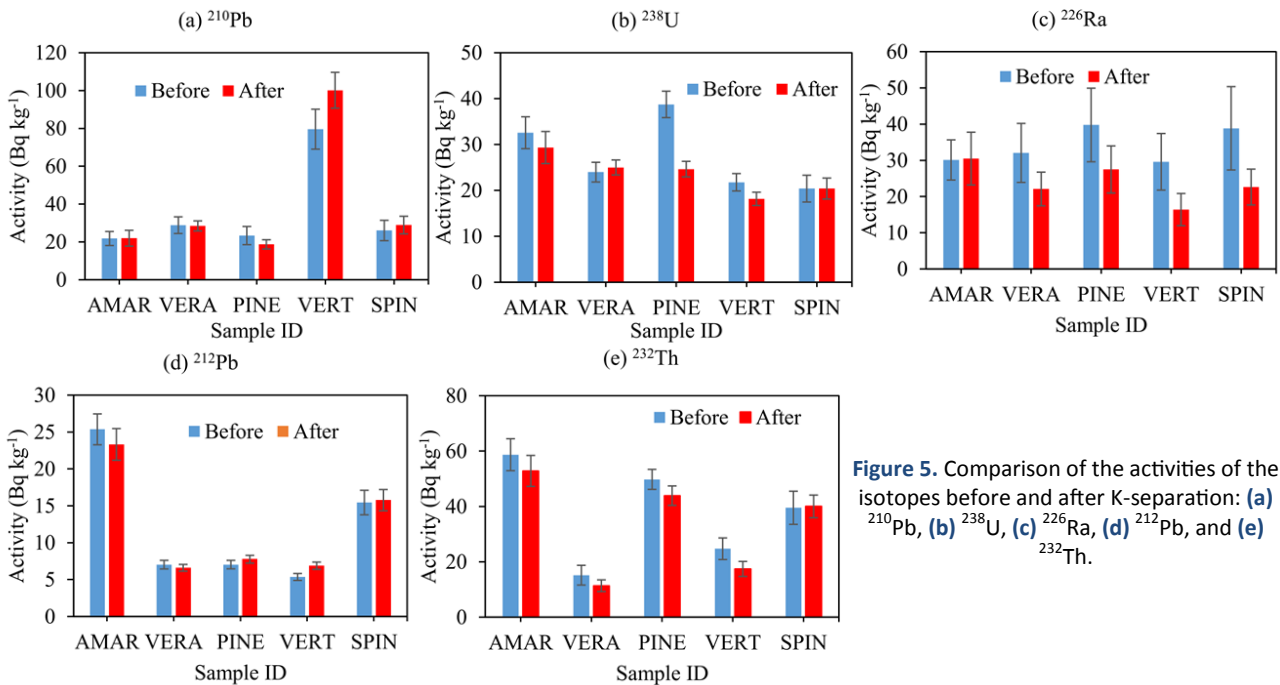 (a) ²¹⁰Pb
120
100
80
60
40
20
0
Activity (Bq kg⁻¹)
Before After
AMAR VERA PINE VERT SPIN
Sample ID
(b) ²³⁸U
50
40
30
20
10
0
Activity (Bq kg⁻¹)
Before After
AMAR VERA PINE VERT SPIN
Sample ID
(c) ²²⁶Ra
60
50
40
30
20
10
0
Activity (Bq kg⁻¹)
Before After
AMAR VERA PINE VERT SPIN
Sample ID
(d) ²¹²Pb
30
25
20
15
10
5
0
Activity (Bq kg⁻¹)
Before After
AMAR VERA PINE VERT SPIN
Sample ID
(e) ²³²Th
80
60
40
20
0
Activity (Bq kg⁻¹)
Before After
AMAR VERA PINE VERT SPIN
Sample ID
Figure 5. Comparison of the activities of the
isotopes before and after K-separation: (a)
²¹⁰Pb, (b) ²³⁸U, (c) ²²⁶Ra, (d) ²¹²Pb, and (e)
²³²Th.